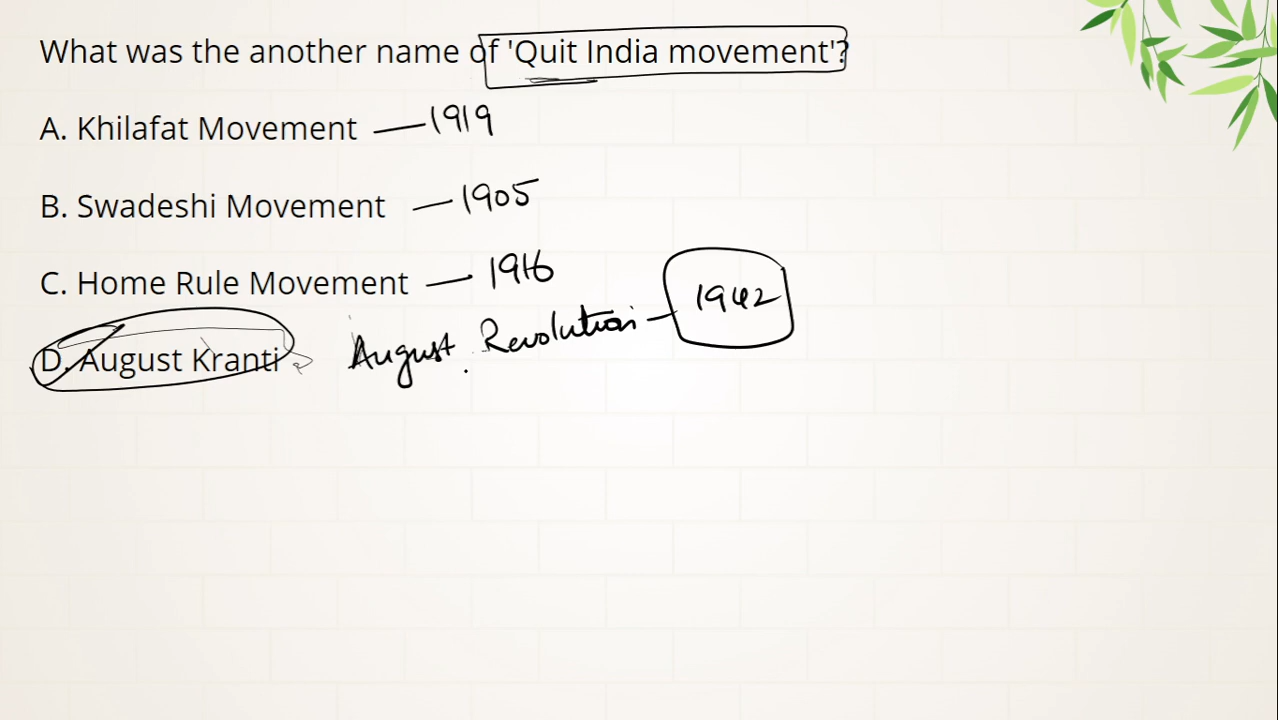 What was the another name of 'Quit India movement'?
A. Khilafat Movement — 1919
B. Swadeshi Movement — 1905
C. Home Rule Movement — 1916
D. August Kranti August Revolution — 1942